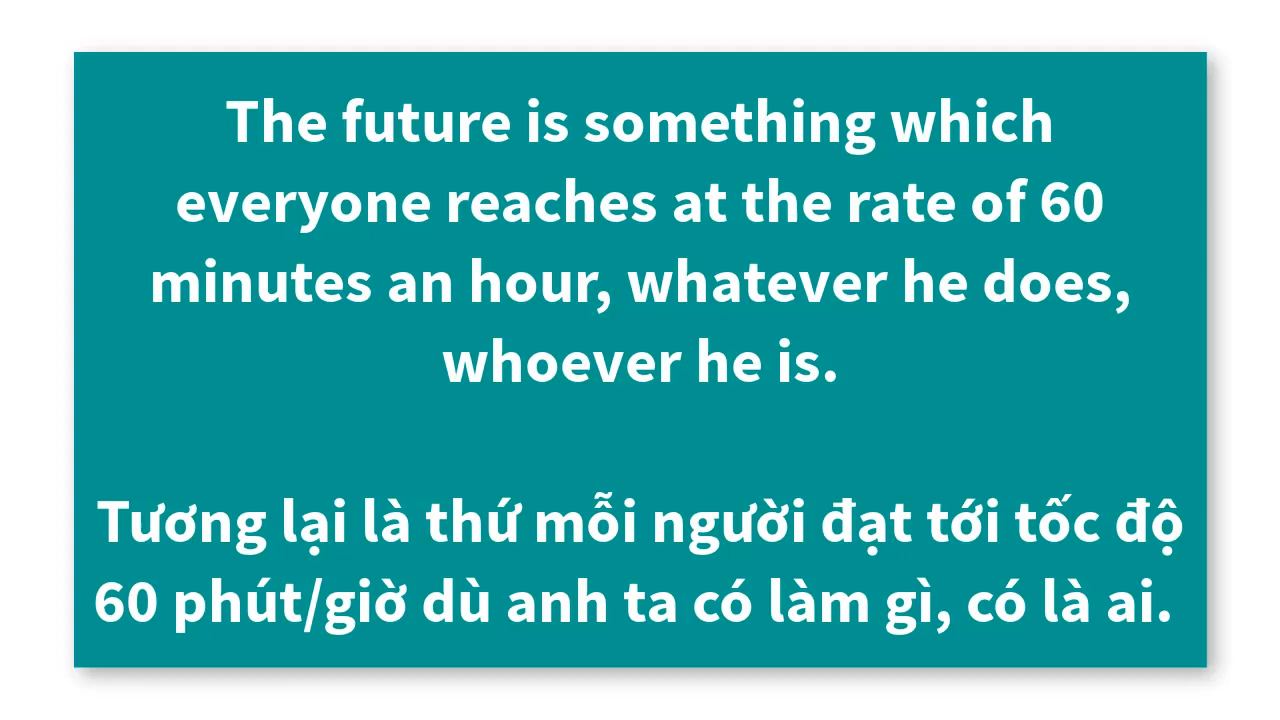 The future is something which
everyone reaches at the rate of 60
minutes an hour, whatever he does,
whoever he is.
Tương lại là thứ mỗi người đạt tới tốc độ
60 phút/giờ dù anh ta có làm gì, có là ai.